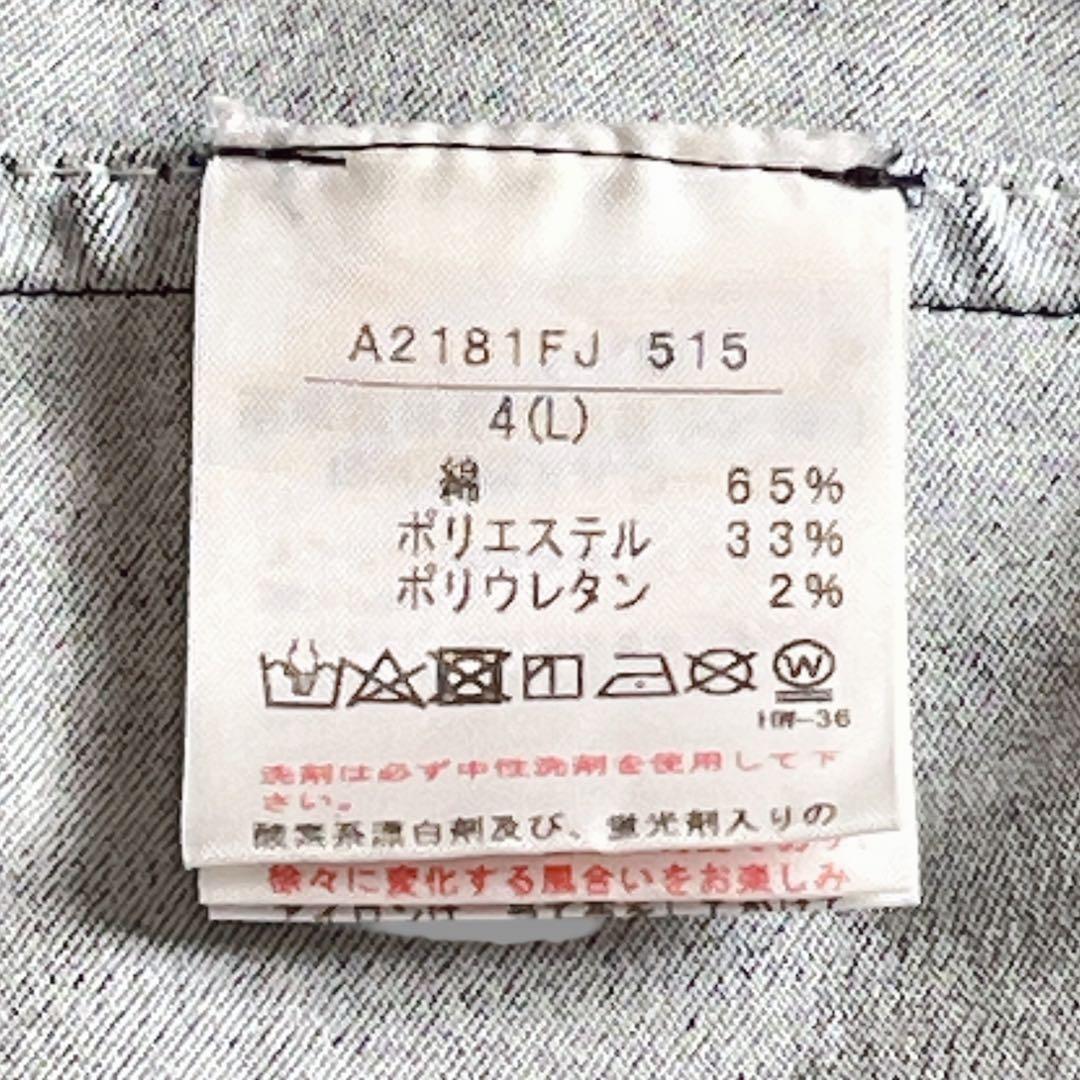 A2181FJ 515
4(L)
綿 65%
ポリエステル 33%
ポリウレタン 2%
W
HW-36
洗剤は必ず中性洗剤を使用して下
さい。
酸素系漂白剤及び、蛍光剤入りの
徐々に変化する風合いをお楽しみ